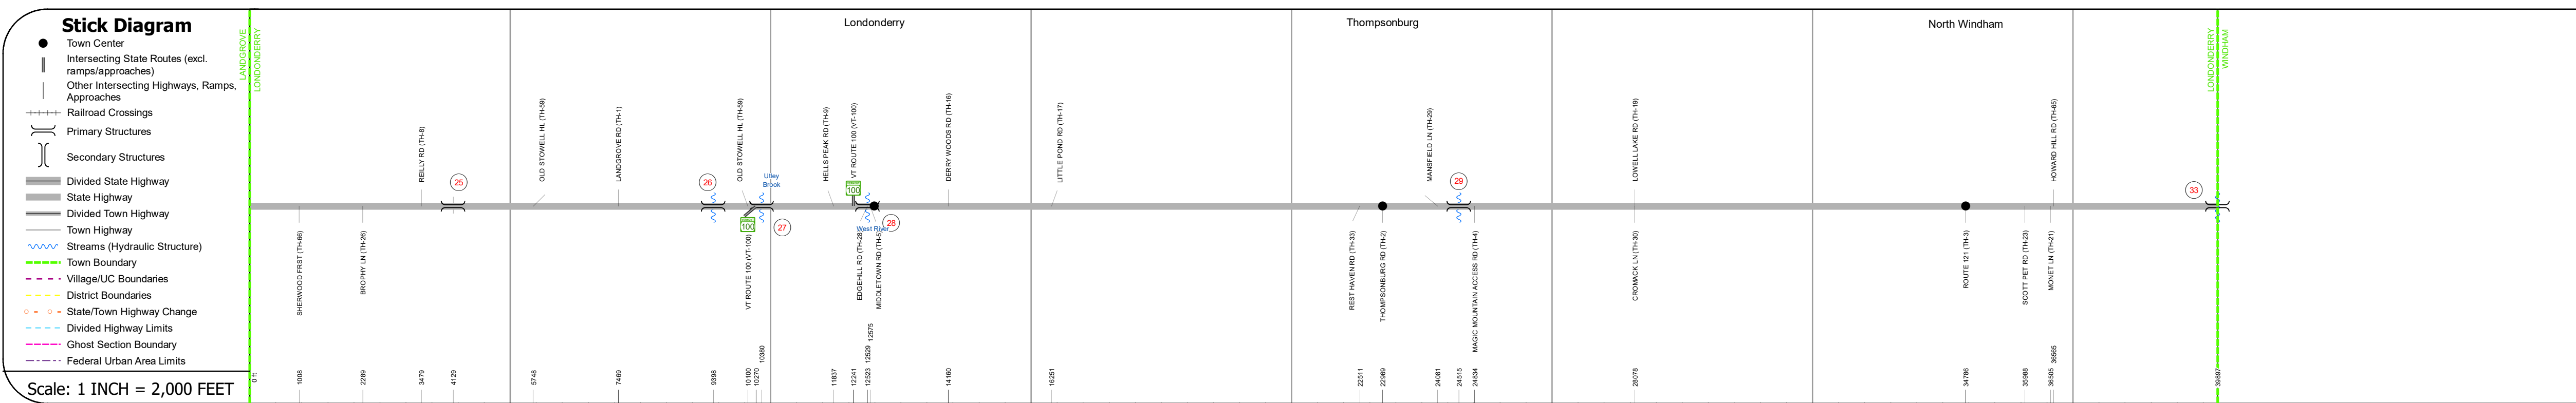 Stick Diagram
Town Center
Intersecting State Routes (excl.
ramps/approaches)
Other Intersecting Highways, Ramps,
Approaches
Railroad Crossings
Primary Structures
Secondary Structures
Divided State Highway
State Highway
Divided Town Highway
Town Highway
Streams (Hydraulic Structure)
Town Boundary
Village/UC Boundaries
District Boundaries
State/Town Highway Change
Divided Highway Limits
Ghost Section Boundary
Federal Urban Area Limits
Scale: 1 INCH = 2,000 FEET
LANDGROVE
LONDONDERRY
Londonderry
Thompsonburg
North Windham
LONDONDERRY
WINDHAM
REILLY RD (TH-8)
OLD STOWELL HL (TH-59)
LANDGROVE RD (TH-1)
OLD STOWELL HL (TH-59)
HELLS PEAK RD (TH-9)
VT ROUTE 100 (VT-100)
DERRY WOODS RD (TH-16)
LITTLE POND RD (TH-17)
MANSFIELD LN (TH-29)
LOWELL LAKE RD (TH-19)
HOWARD HILL RD (TH-65)
25
26
Utley
Brook
100
29
33
100
27
28
West River
SHERWOOD FRST (TH-66)
BROPHY LN (TH-26)
VT ROUTE 100 (VT-100)
EDGEHILL RD (TH-28)
MIDDLETOWN RD (TH-5)
REST HAVEN RD (TH-33)
THOMPSONBURG RD (TH-2)
MAGIC MOUNTAIN ACCESS RD (TH-4)
CROMACK LN (TH-30)
ROUTE 121 (TH-3)
SCOTT PET RD (TH-23)
MONET LN (TH-21)
0 ft
1008
2289
3479
4129
5748
7469
9398
10100
10270
10380
11837
12241
12523
12529
12575
14160
16251
22511
22969
24081
24515
24834
28078
34786
35988
36505
36565
39897